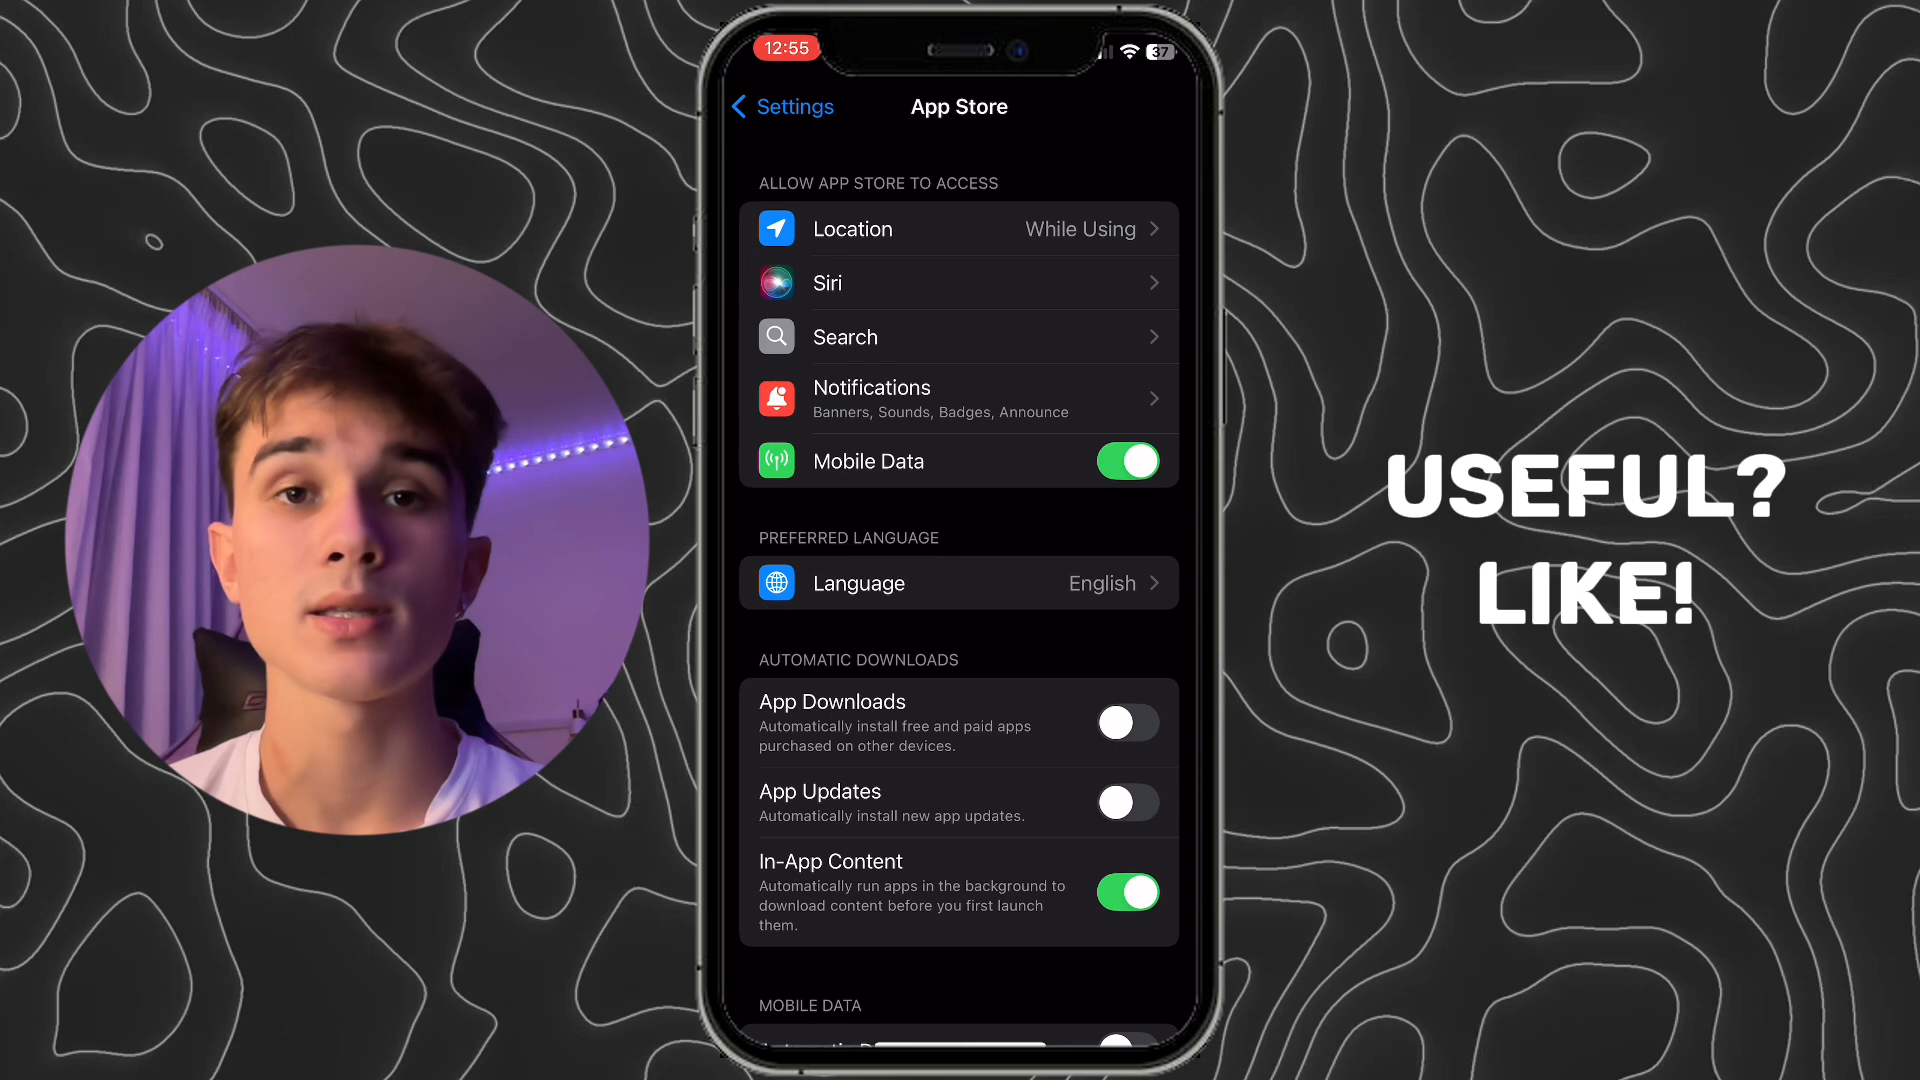 12:55
37
Settings
App Store
ALLOW APP STORE TO ACCESS
Location
While Using
Siri
Search
Notifications
Banners, Sounds, Badges, Announce
Mobile Data
PREFERRED LANGUAGE
Language
English
AUTOMATIC DOWNLOADS
App Downloads
Automatically install free and paid apps
purchased on other devices.
App Updates
Automatically install new app updates.
In-App Content
Automatically run apps in the background to
download content before you first launch
them.
MOBILE DATA
USEFUL?
LIKE!